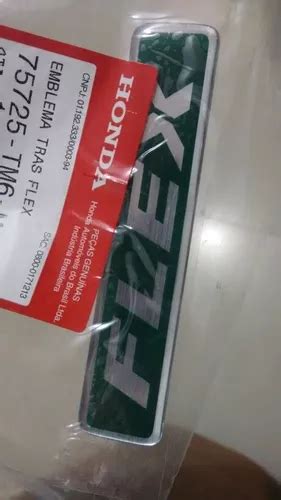 HONDA
CNPJ: 01.192.333/0003-94
PEÇAS GENUÍNAS
Honda Automóveis do Brasil Ltda.
Indústria Brasileira
SAC: 0800-0171213
EMBLEMA TRAS FLEX
75725 - TM6
FLEX